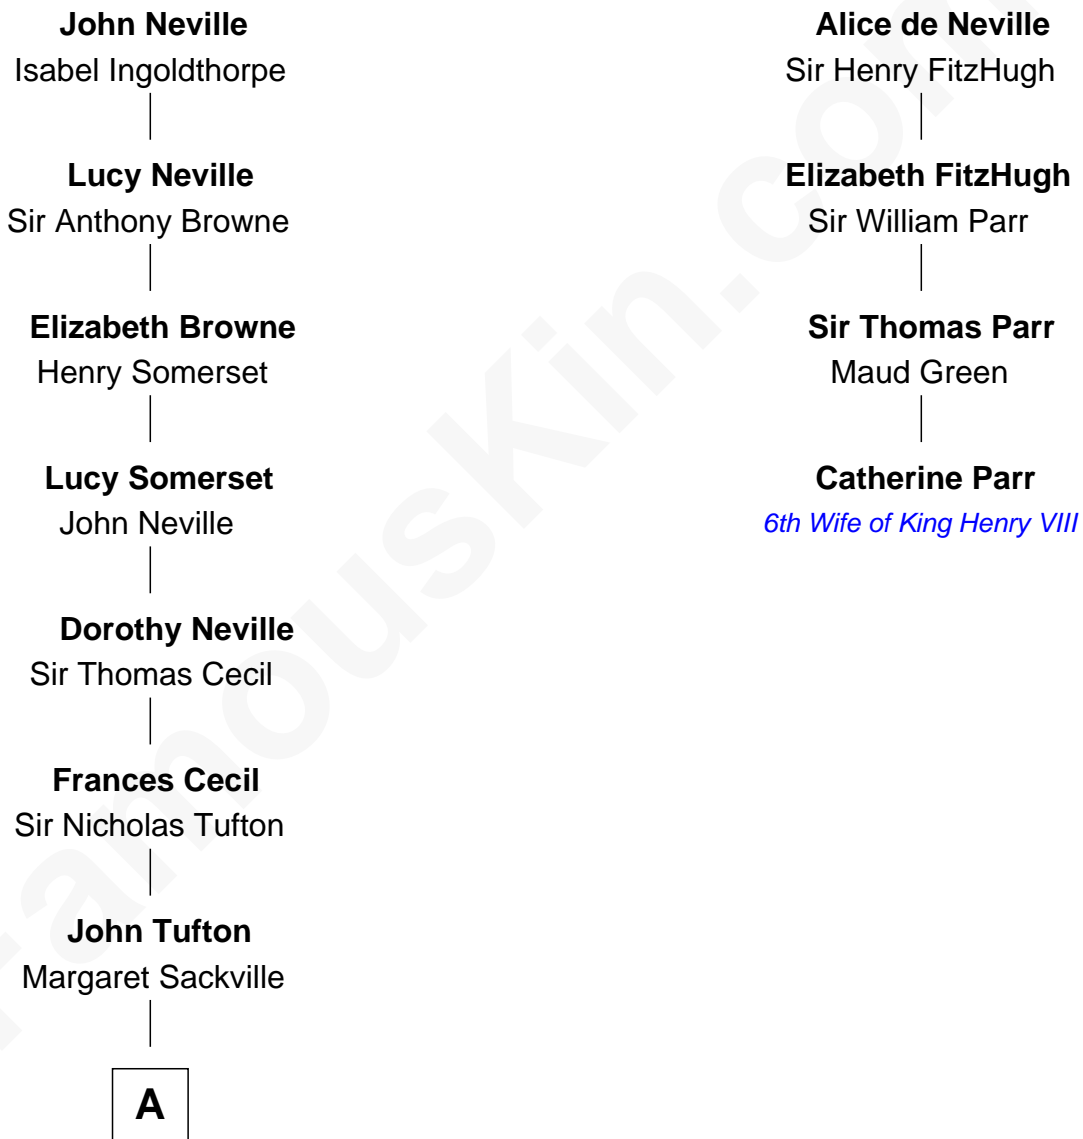 John Neville
Isabel Ingoldthorpe
Lucy Neville
Sir Anthony Browne
Elizabeth Browne
Henry Somerset
Lucy Somerset
John Neville
Dorothy Neville
Sir Thomas Cecil
Frances Cecil
Sir Nicholas Tufton
John Tufton
Margaret Sackville
A
Alice de Neville
Sir Henry FitzHugh
Elizabeth FitzHugh
Sir William Parr
Sir Thomas Parr
Maud Green
Catherine Parr
6th Wife of King Henry VIII
FamousKin.com